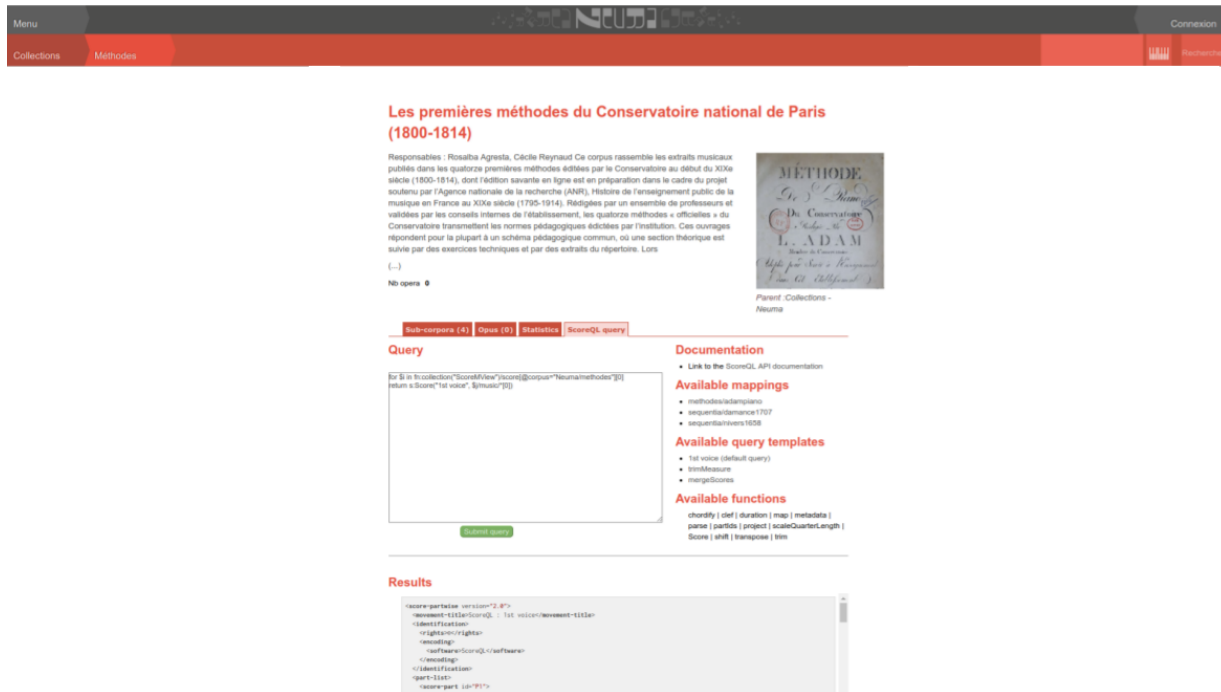 Menu
NEUMA
Connexion
Collections
Méthodes
Recherche
Les premières méthodes du Conservatoire national de Paris
(1800-1814)
Responsables : Rosalba Agresta, Cécile Reynaud Ce corpus rassemble les extraits musicaux
publiés dans les quatorze premières méthodes éditées par le Conservatoire au début du XIXe
siècle (1800-1814), dont l'édition savante en ligne est en préparation dans le cadre du projet
soutenu par l'Agence nationale de la recherche (ANR), Histoire de l'enseignement public de la
musique en France au XIXe siècle (1795-1914). Rédigées par un ensemble de professeurs et
validées par les conseils internes de l'établissement, les quatorze méthodes « officielles » du
Conservatoire transmettent les normes pédagogiques édictées par l'institution. Ces ouvrages
répondent pour la plupart à un schéma pédagogique commun, où une section théorique est
suivie par des exercices techniques et par des extraits du répertoire. Lors
(...)
Nb opera 0
MÉTHODE
De Piano
Du Conservatoire
L. ADAM
Parent :Collections -
Neuma
Sub-corpora (4)
Opus (0)
Statistics
ScoreQL query
Query
for $i in fn:collection("ScoreMView")/score[@corpus="Neuma/methodes"][0]
return s:Score("1st voice", $i/music/*[0])
Submit query
Documentation
Link to the ScoreQL API documentation
Available mappings
methodes/adampiano
sequentia/damance1707
sequentia/nivers1658
Available query templates
1st voice (default query)
trimMeasure
mergeScores
Available functions
chordify | clef | duration | map | metadata |
parse | partIds | project | scaleQuarterLength |
Score | shift | transpose | trim
Results
<score-partwise version="2.0">
<movement-title>ScoreQL : 1st voice</movement-title>
<identification>
<rights>©</rights>
<encoding>
<software>ScoreQL</software>
</encoding>
</identification>
<part-list>
<score-part id="P1">